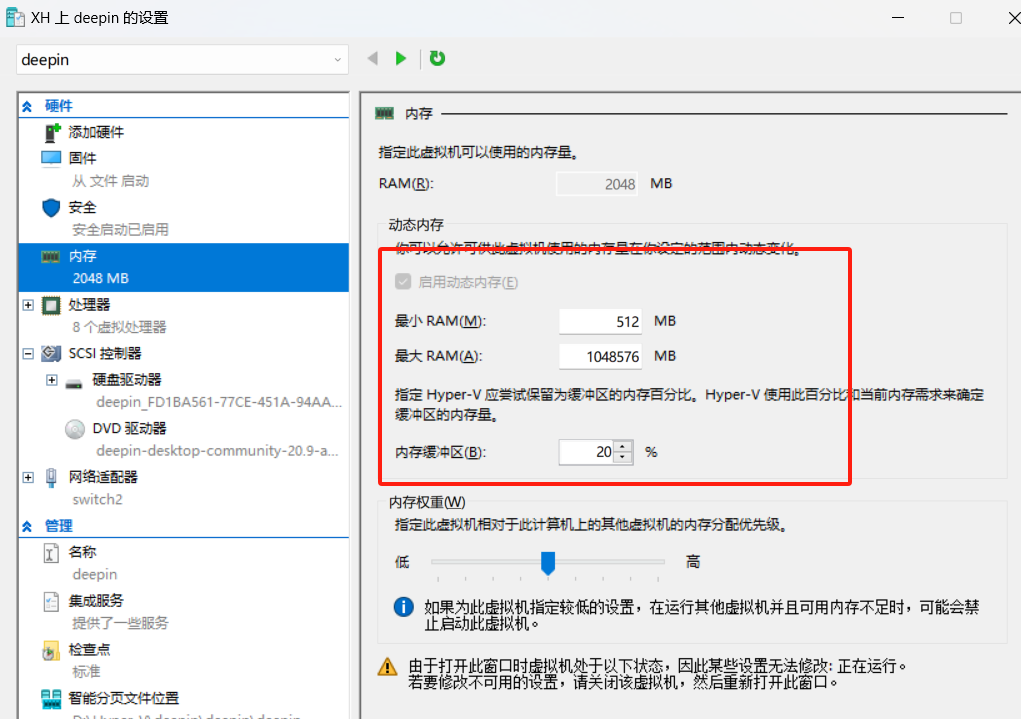 XH 上 deepin 的设置
deepin
硬件
添加硬件
固件
从 文件 启动
安全
安全启动已启用
内存
2048 MB
处理器
8 个虚拟处理器
SCSI 控制器
硬盘驱动器
deepin_FD1BA561-77CE-451A-94AA...
DVD 驱动器
deepin-desktop-community-20.9-a...
网络适配器
switch2
管理
名称
deepin
集成服务
提供了一些服务
检查点
标准
智能分页文件位置
内存
指定此虚拟机可以使用的内存量。
RAM(R): 2048 MB
动态内存
你可以允许可供此虚拟机使用的内存量在你设定的范围内动态变化。
启用动态内存(E)
最小 RAM(M): 512 MB
最大 RAM(A): 1048576 MB
指定 Hyper-V 应尝试保留为缓冲区的内存百分比。Hyper-V 使用此百分比和当前内存需求来确定
缓冲区的内存量。
内存缓冲区(B): 20 %
内存权重(W)
指定此虚拟机相对于此计算机上的其他虚拟机的内存分配优先级。
低 高
如果为此虚拟机指定较低的设置，在运行其他虚拟机并且可用内存不足时，可能会禁
止启动此虚拟机。
由于打开此窗口时虚拟机处于以下状态，因此某些设置无法修改: 正在运行。
若要修改不可用的设置，请关闭该虚拟机，然后重新打开此窗口。